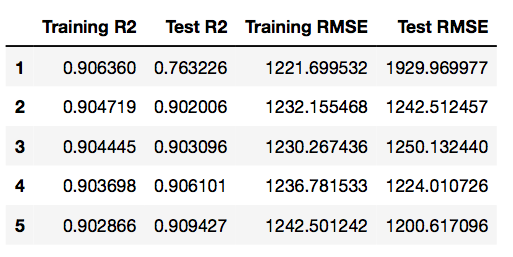 Training R2 Test R2 Training RMSE Test RMSE
1 0.906360 0.763226 1221.699532 1929.969977
2 0.904719 0.902006 1232.155468 1242.512457
3 0.904445 0.903096 1230.267436 1250.132440
4 0.903698 0.906101 1236.781533 1224.010726
5 0.902866 0.909427 1242.501242 1200.617096